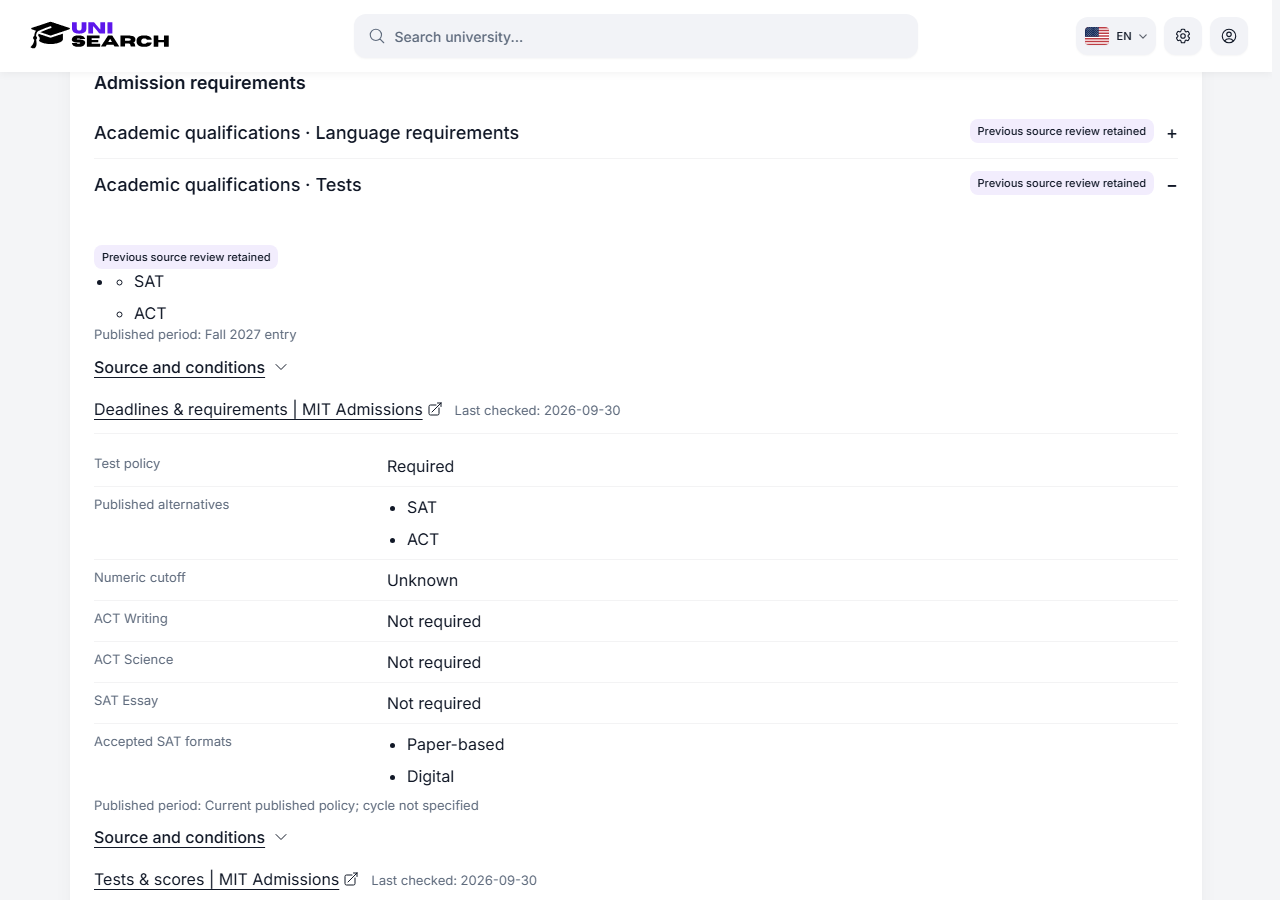 UNI
SEARCH
Search university...
EN
Admission requirements
Academic qualifications · Language requirements
Previous source review retained
+
Academic qualifications · Tests
Previous source review retained
−
Previous source review retained
SAT
ACT
Published period: Fall 2027 entry
Source and conditions
Deadlines & requirements | MIT Admissions
Last checked: 2026-09-30
Test policy
Required
Published alternatives
SAT
ACT
Numeric cutoff
Unknown
ACT Writing
Not required
ACT Science
Not required
SAT Essay
Not required
Accepted SAT formats
Paper-based
Digital
Published period: Current published policy; cycle not specified
Source and conditions
Tests & scores | MIT Admissions
Last checked: 2026-09-30